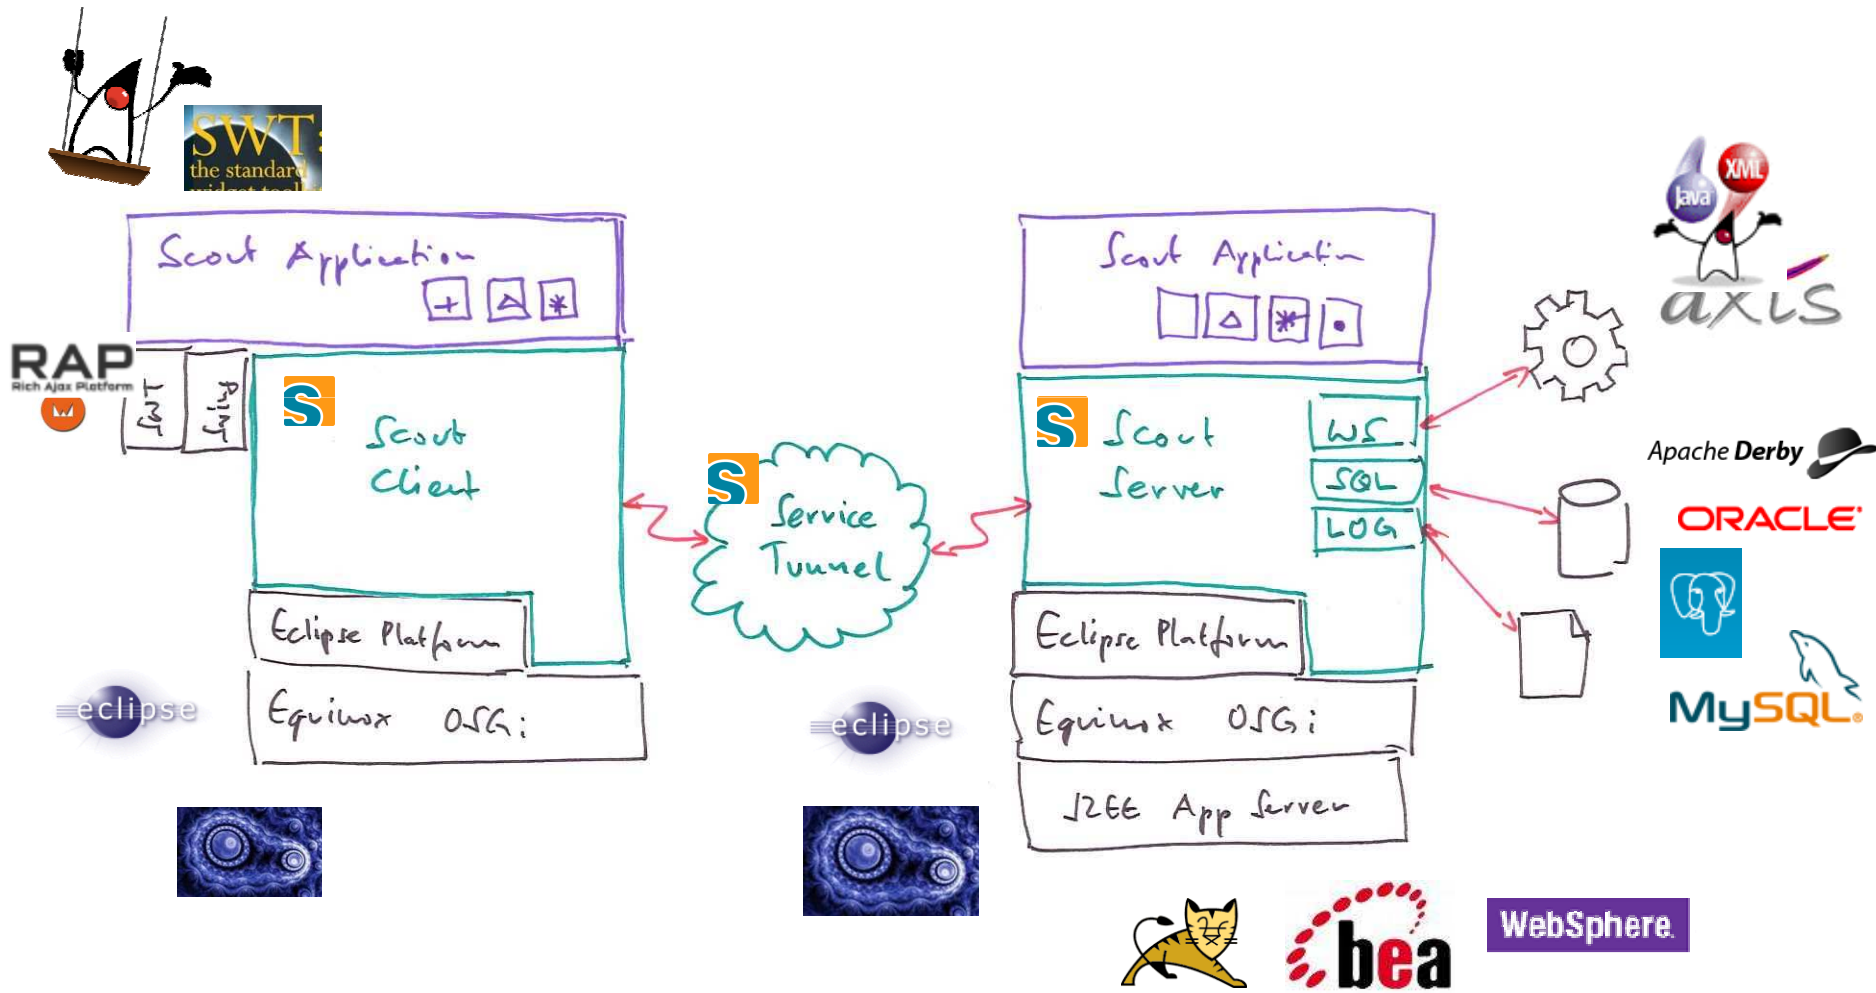 SWT:
the standard
widget toolkit
Scout Application
RAP
Rich Ajax Platform
SWT
Swing
Scout
Client
Eclipse Platform
Equinox OSGi
eclipse
Service
Tunnel
Scout Application
Scout
Server
WS
SQL
LOG
Eclipse Platform
Equinox OSGi
J2EE App Server
eclipse
Java
XML
axis
Apache Derby
ORACLE
MySQL
bea
WebSphere